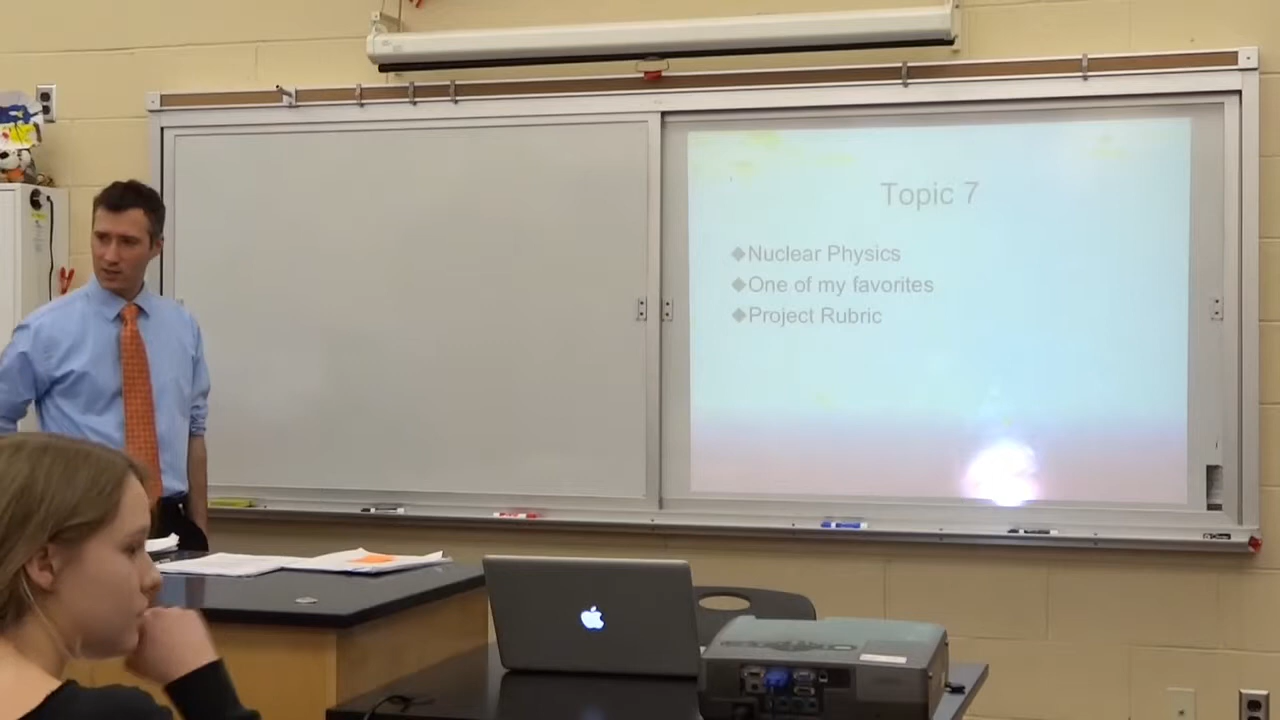 Topic 7
◆Nuclear Physics
◆One of my favorites
◆Project Rubric